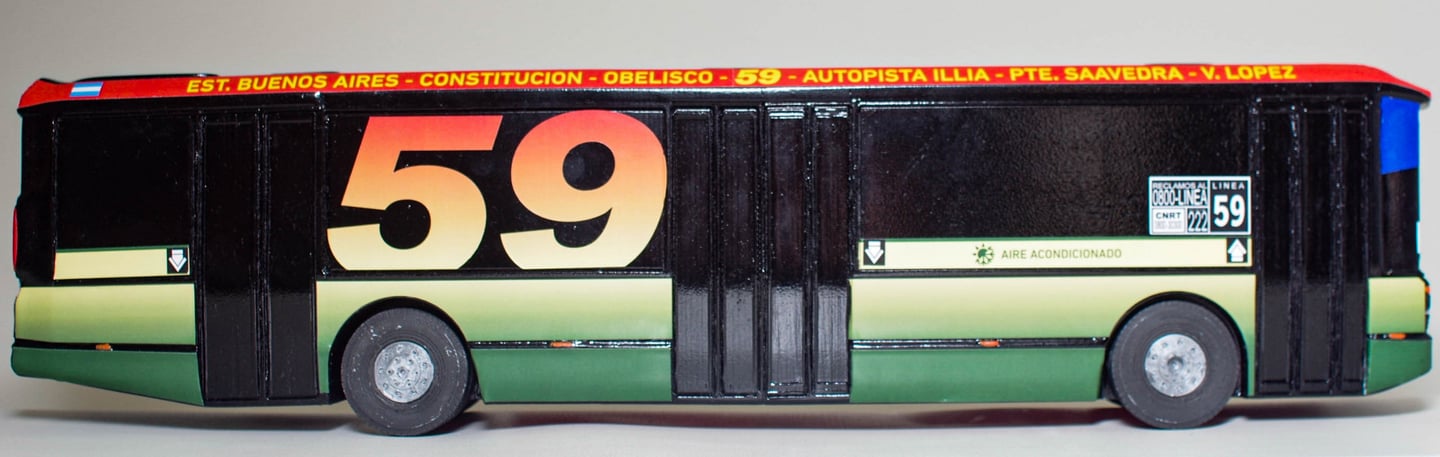 EST. BUENOS AIRES - CONSTITUCION - OBELISCO - 59 - AUTOPISTA ILLIA - PTE. SAAVEDRA - V. LOPEZ
59
RECLAMOS AL
0800-LINEA
CNRT
222
LINEA
59
AIRE ACONDICIONADO